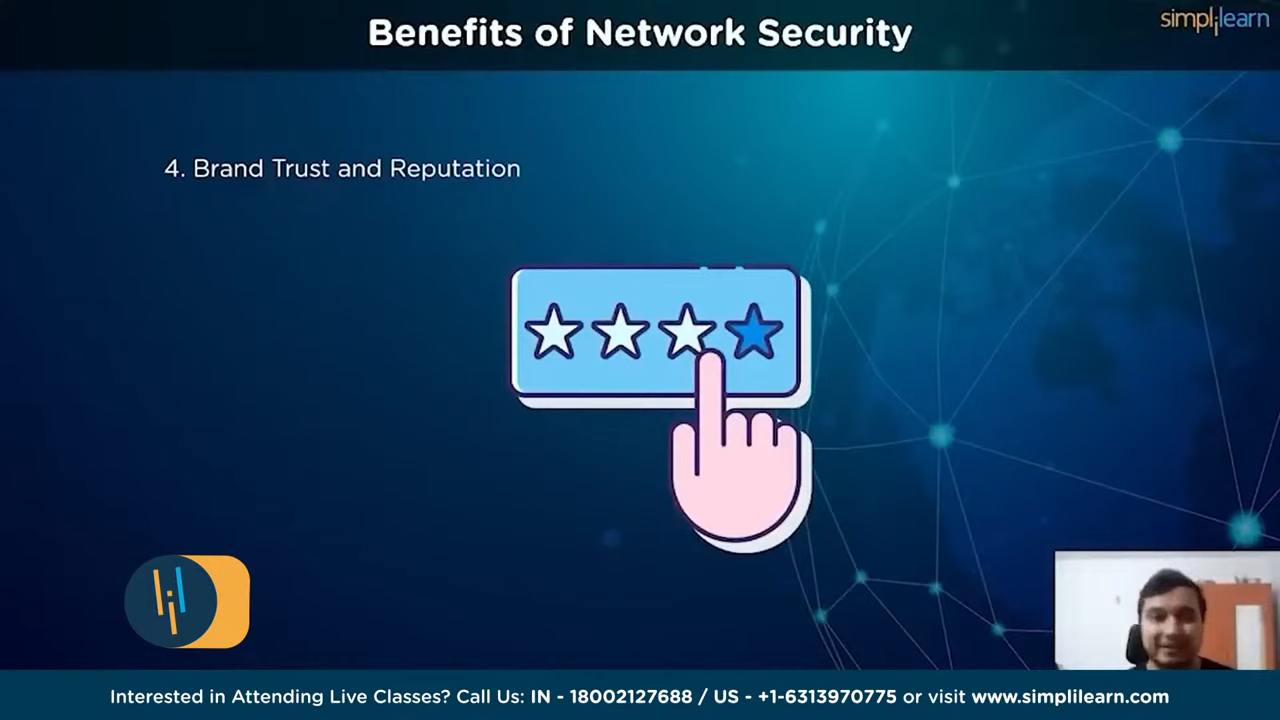 Benefits of Network Security
simplilearn
4. Brand Trust and Reputation
Interested in Attending Live Classes? Call Us: IN - 18002127688 / US - +1-6313970775 or visit www.simplilearn.com